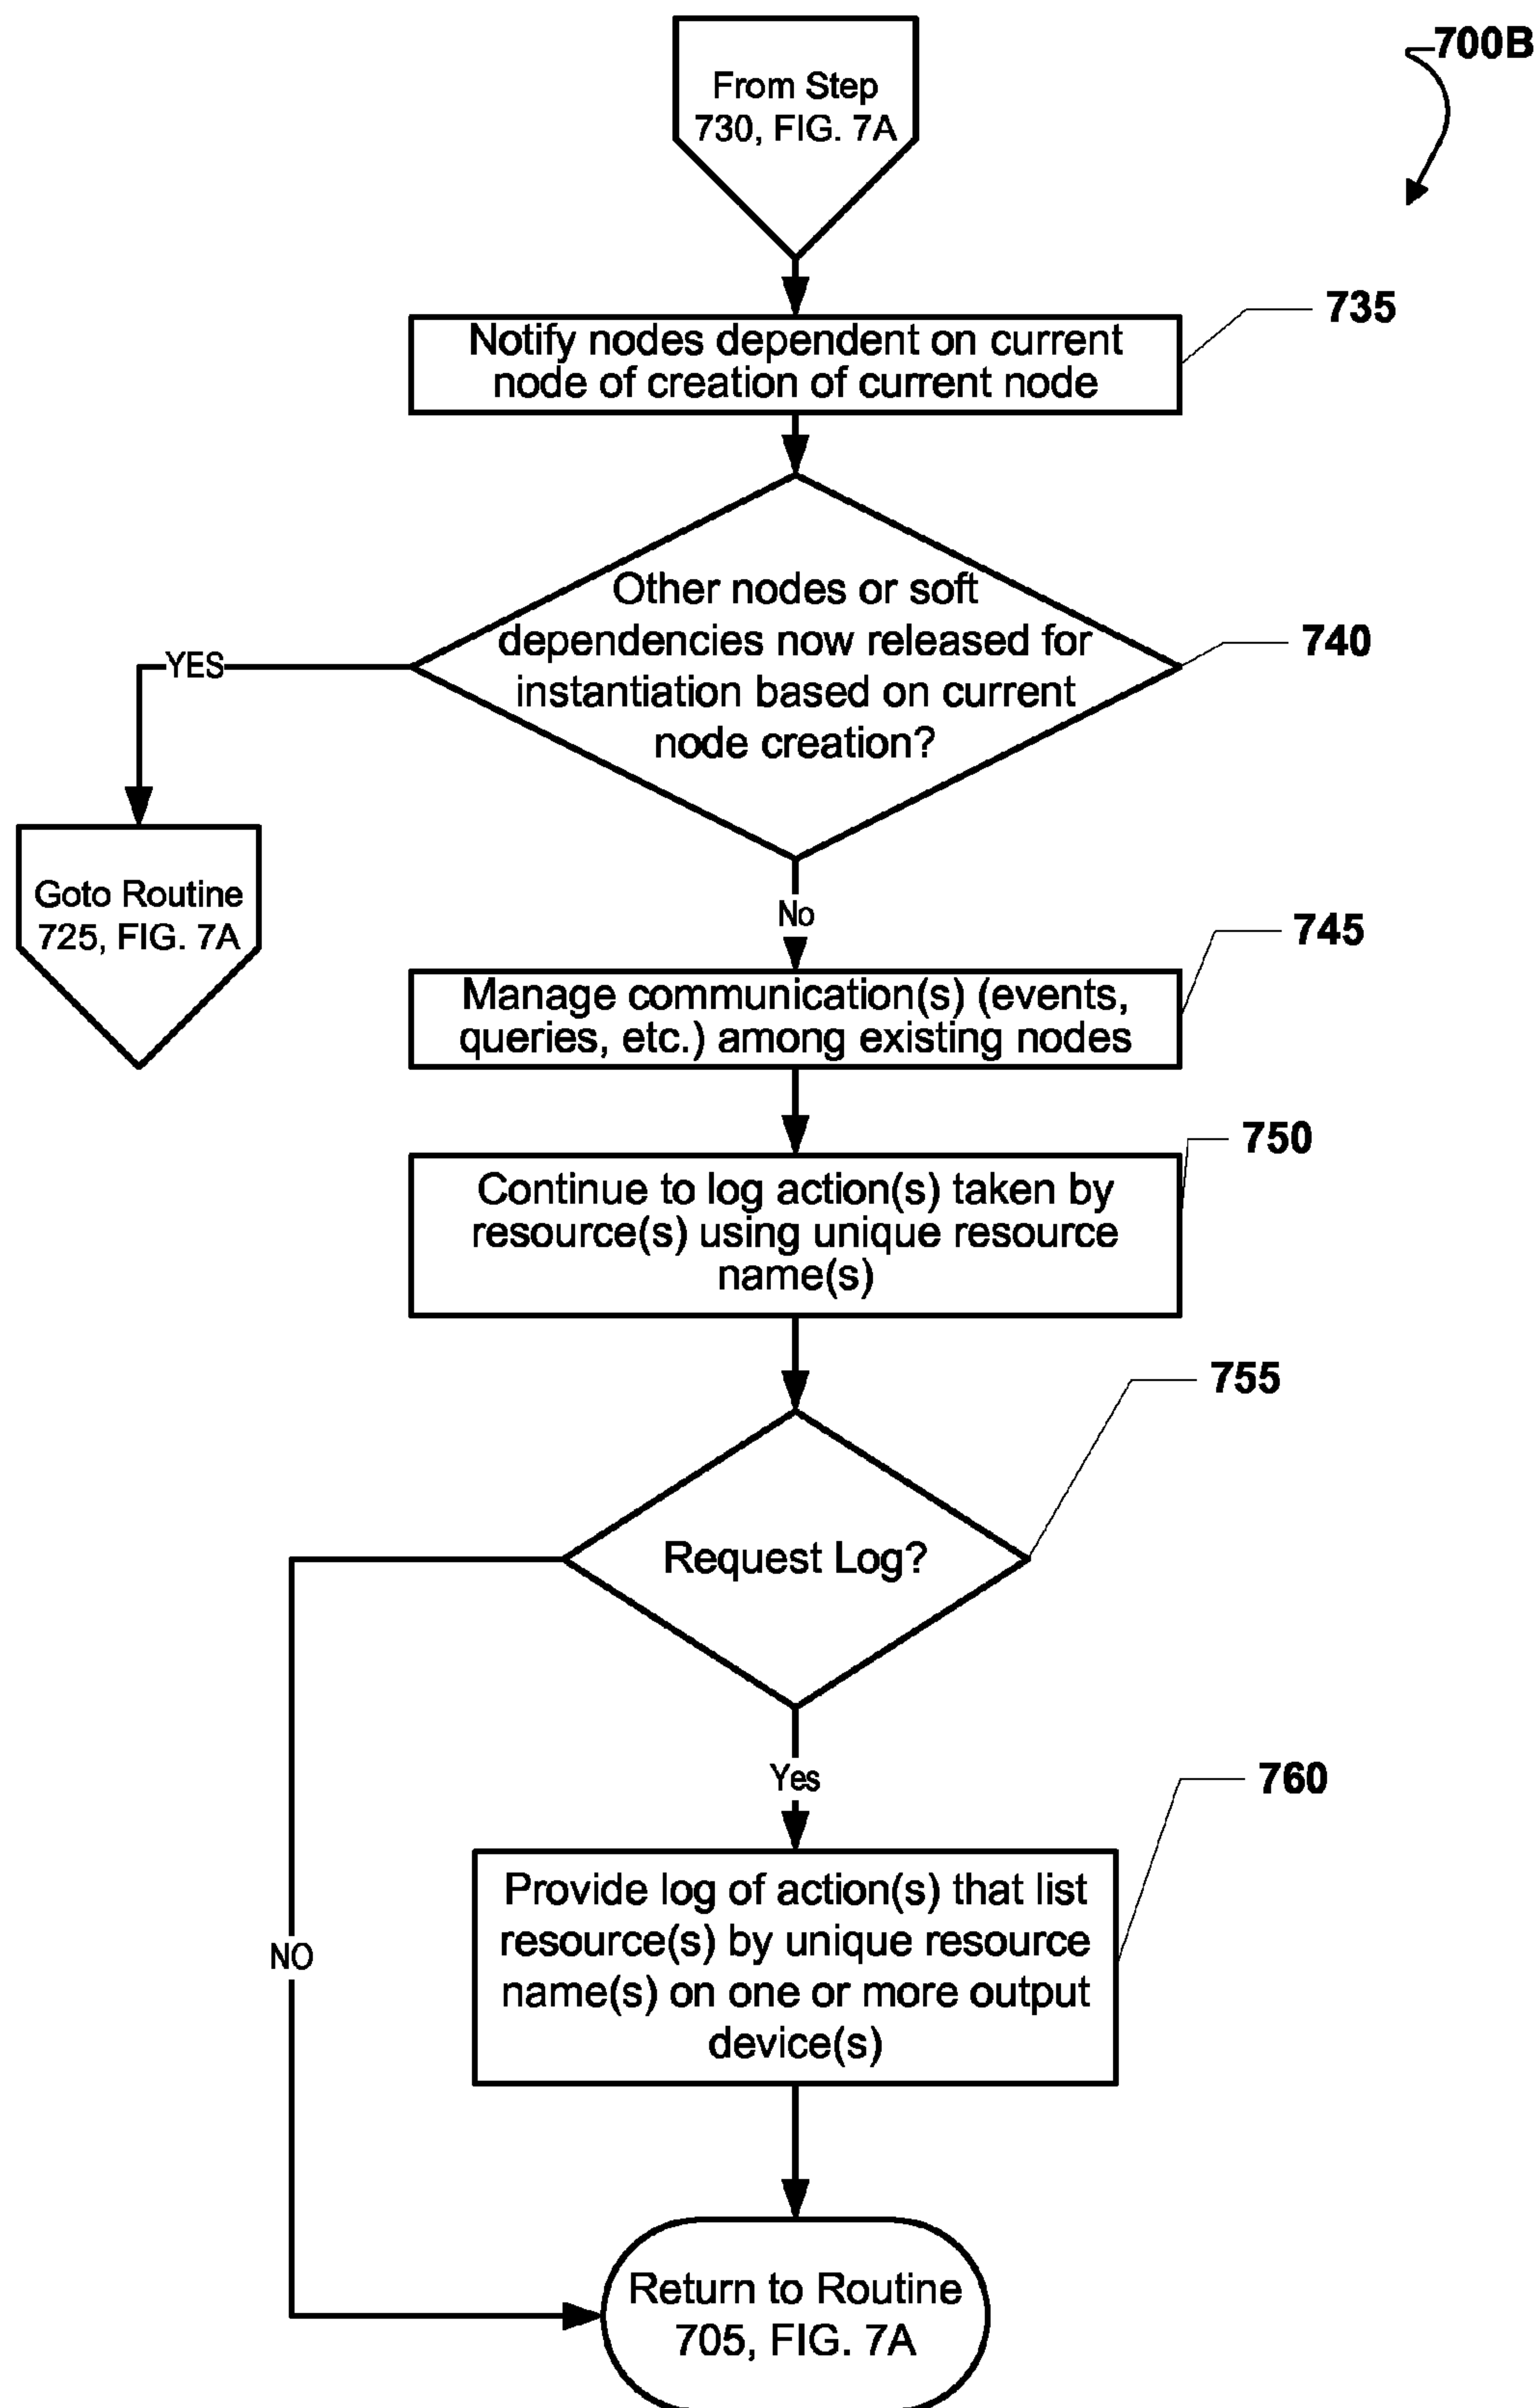 700B
From Step
730, FIG. 7A
735
Notify nodes dependent on current
node of creation of current node
Other nodes or soft
dependencies now released for
instantiation based on current
node creation?
740
YES
Goto Routine
725, FIG. 7A
No
745
Manage communication(s) (events,
queries, etc.) among existing nodes
750
Continue to log action(s) taken by
resource(s) using unique resource
name(s)
755
Request Log?
Yes
760
Provide log of action(s) that list
resource(s) by unique resource
name(s) on one or more output
device(s)
NO
Return to Routine
705, FIG. 7A